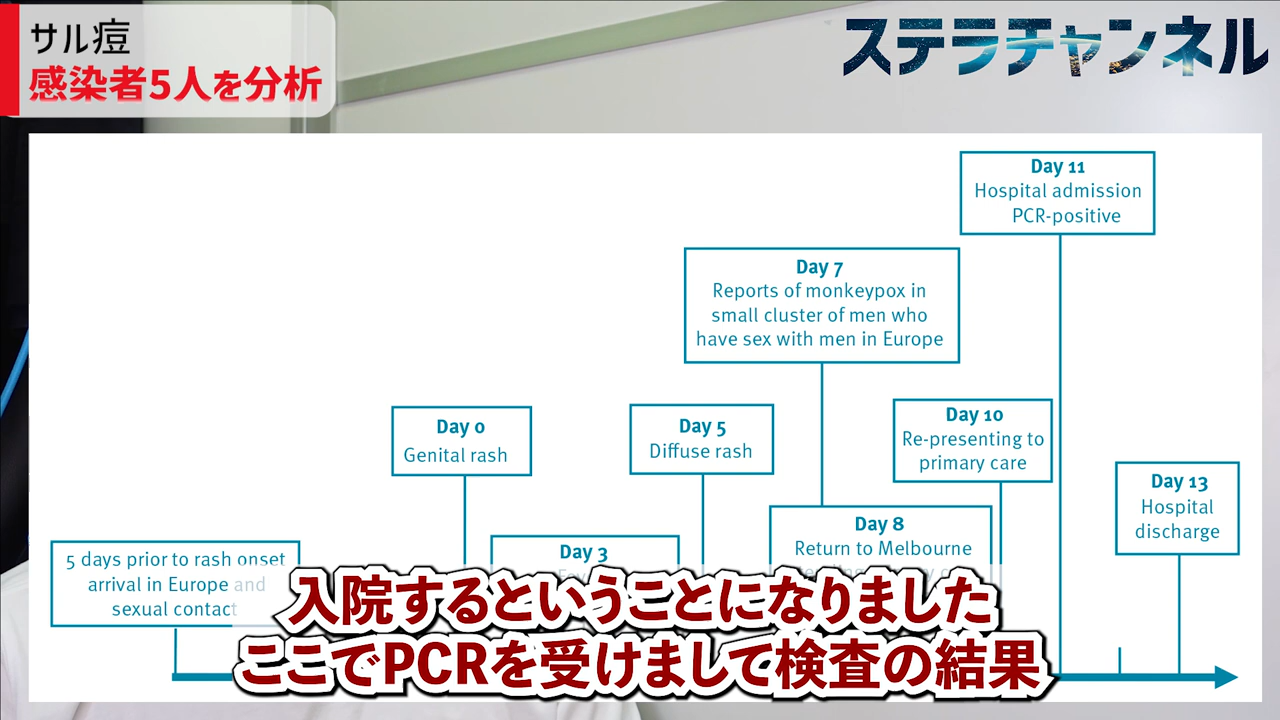 サル痘
感染者5人を分析
ステラチャンネル
Day 11
Hospital admission
PCR-positive
Day 7
Reports of monkeypox in
small cluster of men who
have sex with men in Europe
Day 0
Genital rash
Day 5
Diffuse rash
Day 10
Re-presenting to
primary care
Day 13
Hospital
discharge
5 days prior to rash onset
arrival in Europe and
sexual contact
Day 3
Day 8
Return to Melbourne
入院するということになりました
ここでPCRを受けまして検査の結果